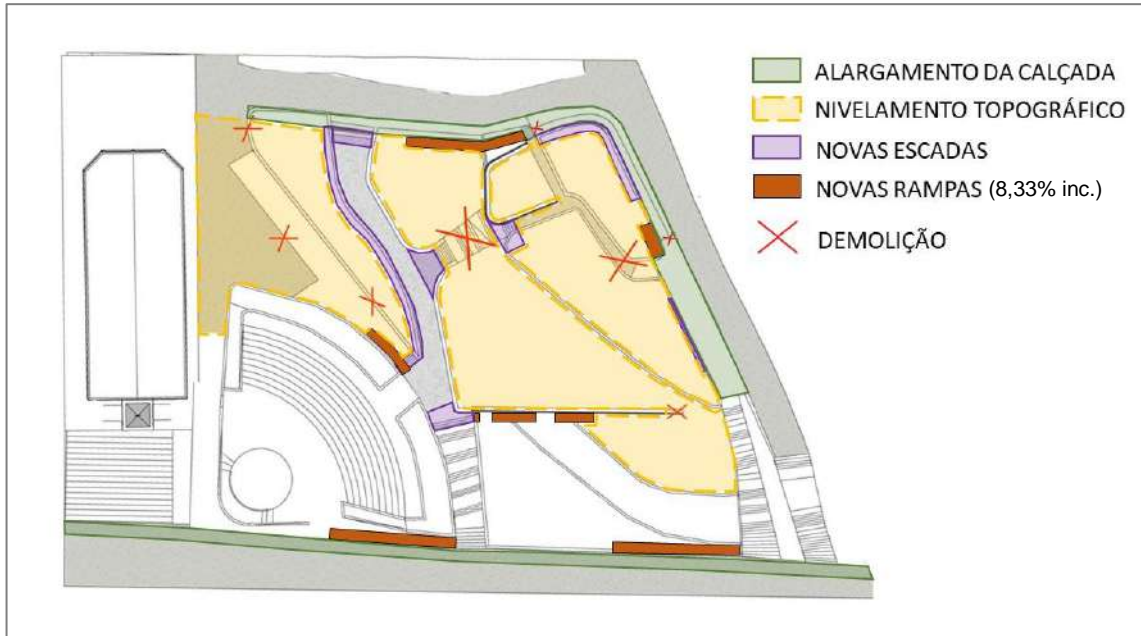 ALARGAMENTO DA CALÇADA
NIVELAMENTO TOPOGRÁFICO
NOVAS ESCADAS
NOVAS RAMPAS (8,33% inc.)
DEMOLIÇÃO